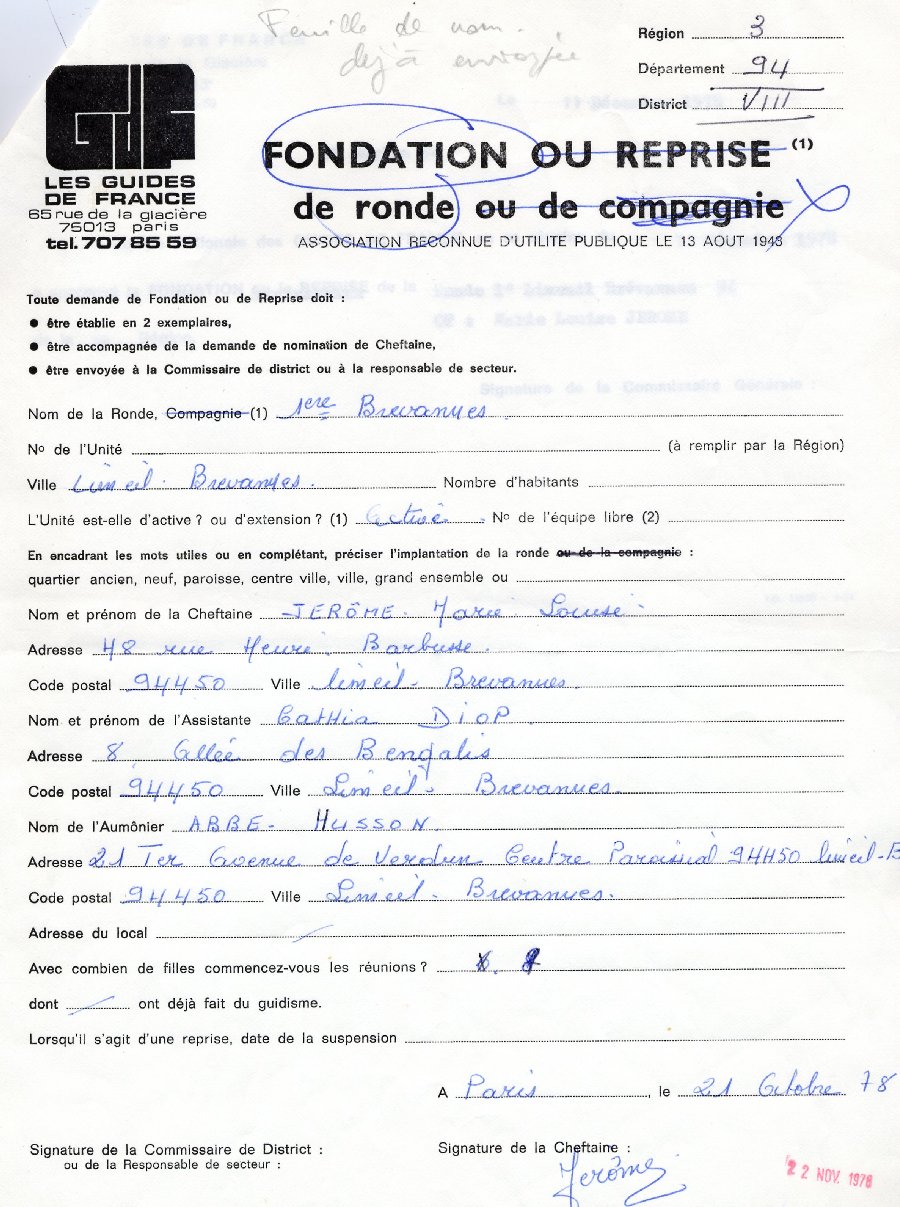 Feuille de nom.
déjà envoyée
Région 3
Département 94
District VIII
GdF
LES GUIDES
DE FRANCE
65 rue de la glacière
75013 paris
tel. 707 85 59
FONDATION OU REPRISE (1)
de ronde ou de compagnie
ASSOCIATION RECONNUE D'UTILITE PUBLIQUE LE 13 AOUT 1943
Toute demande de Fondation ou de Reprise doit :
● être établie en 2 exemplaires,
● être accompagnée de la demande de nomination de Cheftaine,
● être envoyée à la Commissaire de district ou à la responsable de secteur.
Signature de la Commissaire Générale :
Nom de la Ronde, Compagnie (1) 1ere Brevannes.
Nº de l'Unité (à remplir par la Région)
Ville Limeil. Brevannes. Nombre d'habitants
L'Unité est-elle d'active ? ou d'extension ? (1) Active. Nº de l'équipe libre (2)
En encadrant les mots utiles ou en complétant, préciser l'implantation de la ronde ou de la compagnie :
quartier ancien, neuf, paroisse, centre ville, ville, grand ensemble ou
Nom et prénom de la Cheftaine JERÔME. Marie. Louise.
Adresse 48 rue Henri. Barbusse.
Code postal 94450 Ville limeil. Brevannes.
Nom et prénom de l'Assistante Cathia DIOP.
Adresse 8, Allée des Bengalis
Code postal 94450 Ville Limeil. Brevannes.
Nom de l'Aumônier ABBE- HUSSON.
Adresse 21 Ter Avenue de Verdun Centre Paroissial 94450 limeil-B
Code postal 94450 Ville Limeil. Brevannes.
Adresse du local
Avec combien de filles commencez-vous les réunions ?
dont ont déjà fait du guidisme.
Lorsqu'il s'agit d'une reprise, date de la suspension
A Paris, le 21 Octobre 78
Signature de la Commissaire de District :
ou de la Responsable de secteur :
Signature de la Cheftaine :
Jerôme
22 NOV. 1978